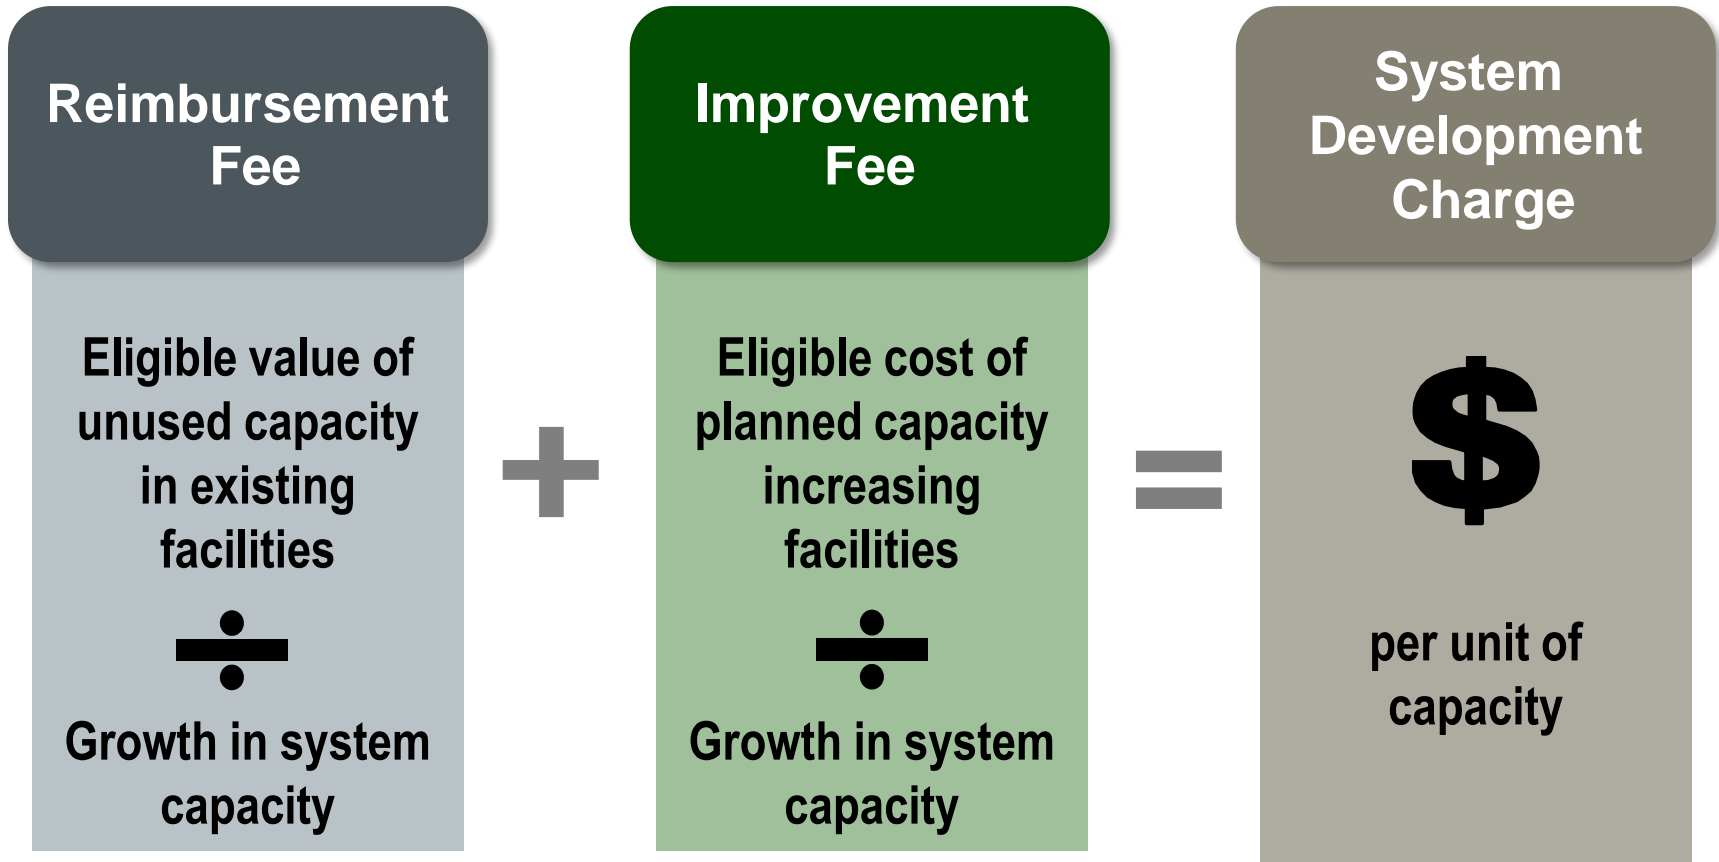 Reimbursement
Fee
Eligible value of
unused capacity
in existing
facilities
÷
Growth in system
capacity
+
Improvement
Fee
Eligible cost of
planned capacity
increasing
facilities
÷
Growth in system
capacity
=
System
Development
Charge
$
per unit of
capacity